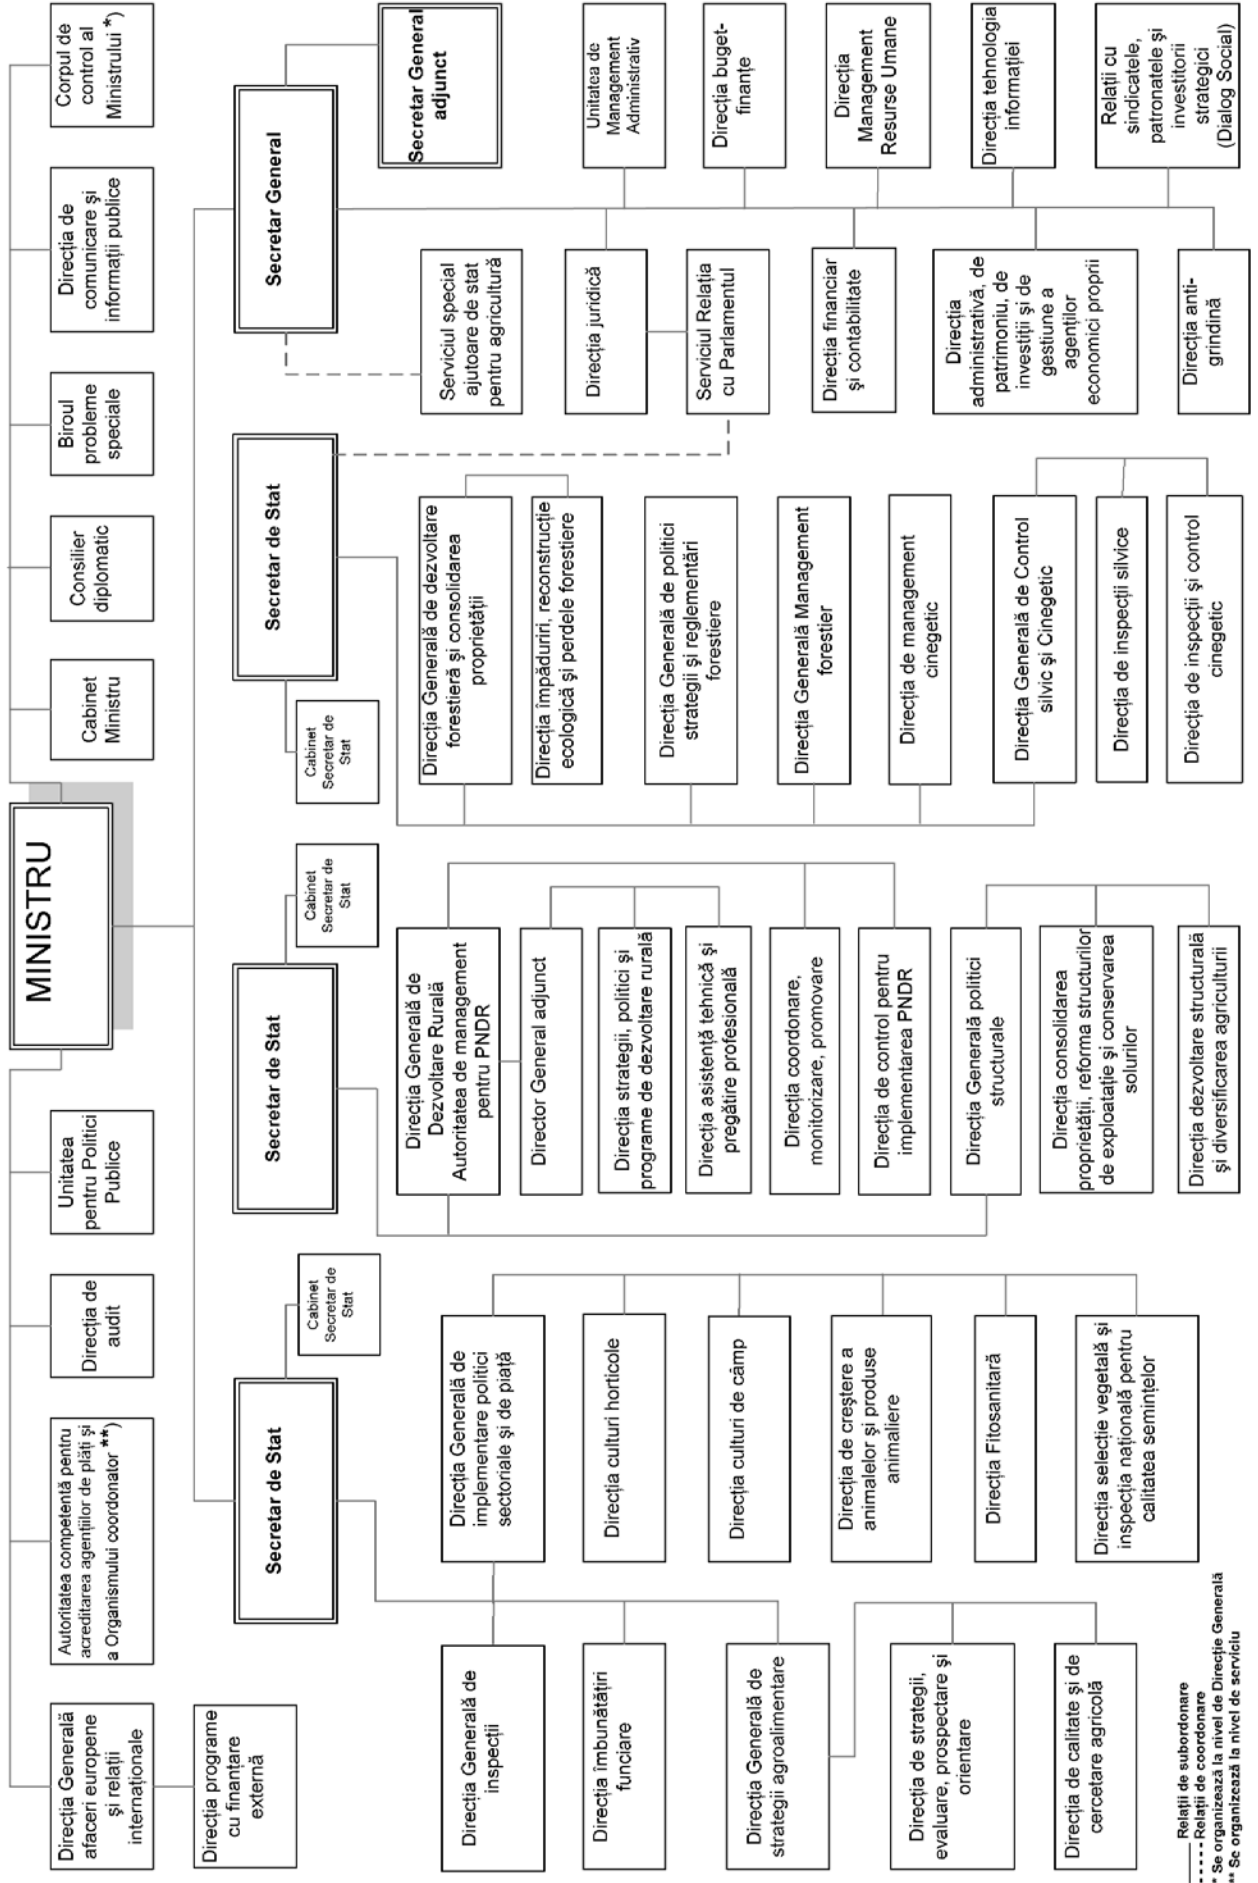 MINISTRU
Direcția Generală
afaceri europene
și relații
internaționale
Direcția programe
cu finanțare
externă
Autoritatea competentă pentru
acreditarea agențiilor de plăți și
a Organismului coordonator **)
Direcția de
audit
Unitatea
pentru Politici
Publice
Cabinet
Ministru
Consilier
diplomatic
Biroul
probleme
speciale
Direcția de
comunicare și
informații publice
Corpul de
control al
Ministrului *)
Secretar de Stat
Cabinet
Secretar de
Stat
Direcția Generală de
inspecții
Direcția îmbunătățiri
funciare
Direcția Generală de
strategii agroalimentare
Direcția de strategii,
evaluare, prospectare și
orientare
Direcția de calitate și de
cercetare agricolă
Direcția Generală de
implementare politici
sectoriale și de piață
Direcția culturi horticole
Direcția culturi de câmp
Direcția de creștere a
animalelor și produse
animaliere
Direcția Fitosanitară
Direcția selecție vegetală și
inspecția națională pentru
calitatea semințelor
Secretar de Stat
Cabinet
Secretar de
Stat
Direcția Generală de
Dezvoltare Rurală
Autoritatea de management
pentru PNDR
Director General adjunct
Direcția strategii, politici și
programe de dezvoltare rurală
Direcția asistență tehnică și
pregătire profesională
Direcția coordonare,
monitorizare, promovare
Direcția de control pentru
implementarea PNDR
Direcția Generală politici
structurale
Direcția consolidarea
proprietății, reforma structurilor
de exploatație și conservarea
solurilor
Direcția dezvoltare structurală
și diversificarea agriculturii
Secretar de Stat
Cabinet
Secretar de
Stat
Direcția Generală de dezvoltare
forestieră și consolidarea
proprietății
Direcția împăduriri, reconstrucție
ecologică și perdele forestiere
Direcția Generală de politici
strategii și reglementări
forestiere
Direcția Generală Management
forestier
Direcția de management
cinegetic
Direcția Generală de Control
silvic și Cinegetic
Direcția de inspecții silvice
Direcția de inspecții și control
cinegetic
Secretar General
Secretar General
adjunct
Serviciul special
ajutoare de stat
pentru agricultură
Direcția juridică
Serviciul Relația
cu Parlamentul
Direcția financiar
și contabilitate
Direcția
administrativă, de
patrimoniu, de
investiții și de
gestiune a
agenților
economici proprii
Direcția anti-
grindină
Unitatea de
Management
Administrativ
Direcția buget-
finanțe
Direcția
Management
Resurse Umane
Direcția tehnologia
informației
Relații cu
sindicatele,
patronatele și
investitorii
strategici
(Dialog Social)
Relații de subordonare
Relații de coordonare
* Se organizează la nivel de Direcție Generală
** Se organizează la nivel de serviciu